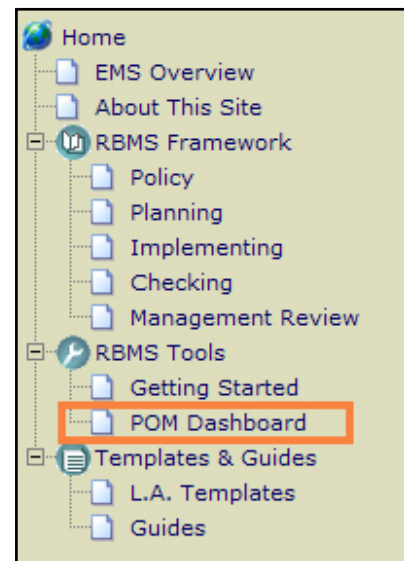 Home
EMS Overview
About This Site
RBMS Framework
Policy
Planning
Implementing
Checking
Management Review
RBMS Tools
Getting Started
POM Dashboard
Templates & Guides
L.A. Templates
Guides